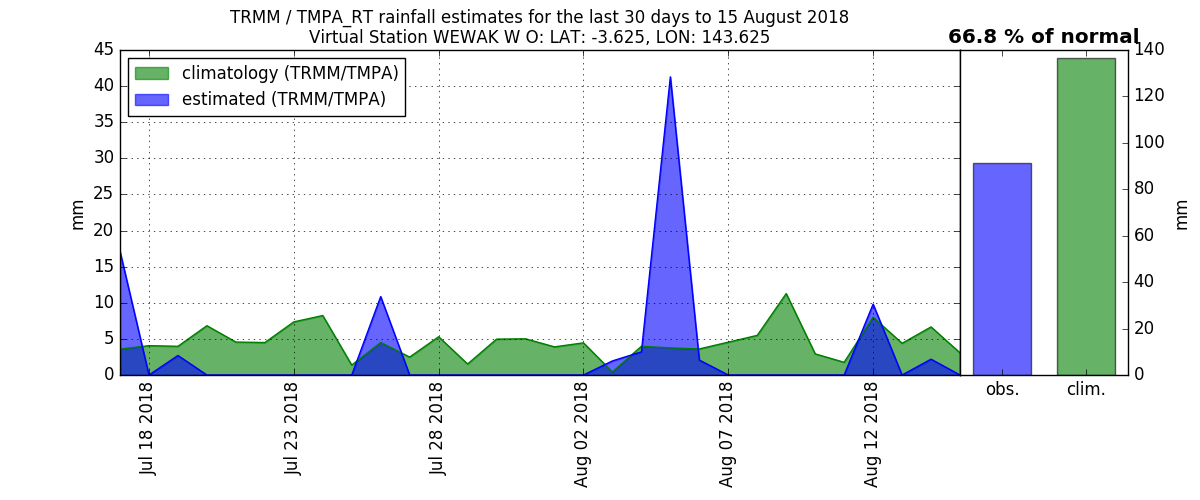 TRMM / TMPA_RT rainfall estimates for the last 30 days to 15 August 2018
Virtual Station WEWAK W O: LAT: -3.625, LON: 143.625
66.8 % of normal
climatology (TRMM/TMPA)
estimated (TRMM/TMPA)
45
40
35
30
25
20
15
10
5
0
mm
Jul 18 2018
Jul 23 2018
Jul 28 2018
Aug 02 2018
Aug 07 2018
Aug 12 2018
obs.
clim.
140
120
100
80
60
40
20
0
mm